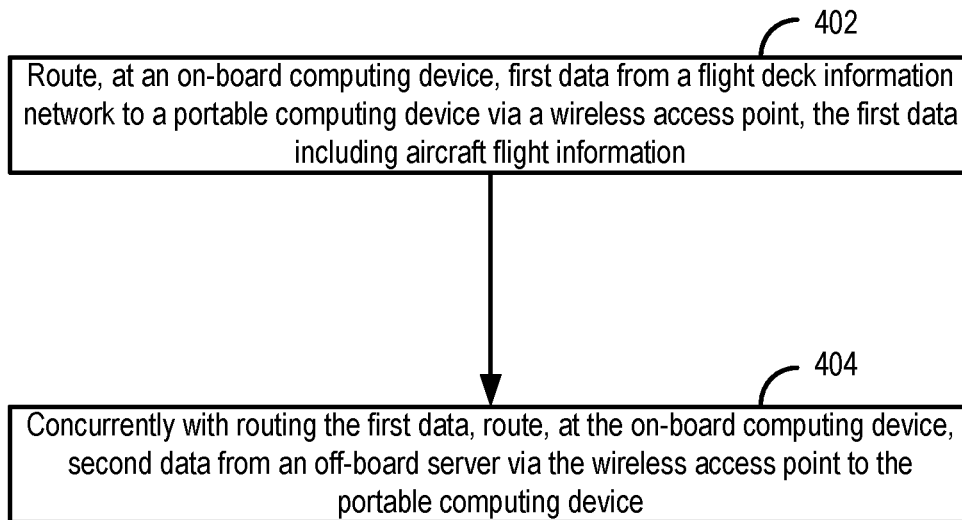 402
Route, at an on-board computing device, first data from a flight deck information
network to a portable computing device via a wireless access point, the first data
including aircraft flight information
404
Concurrently with routing the first data, route, at the on-board computing device,
second data from an off-board server via the wireless access point to the
portable computing device